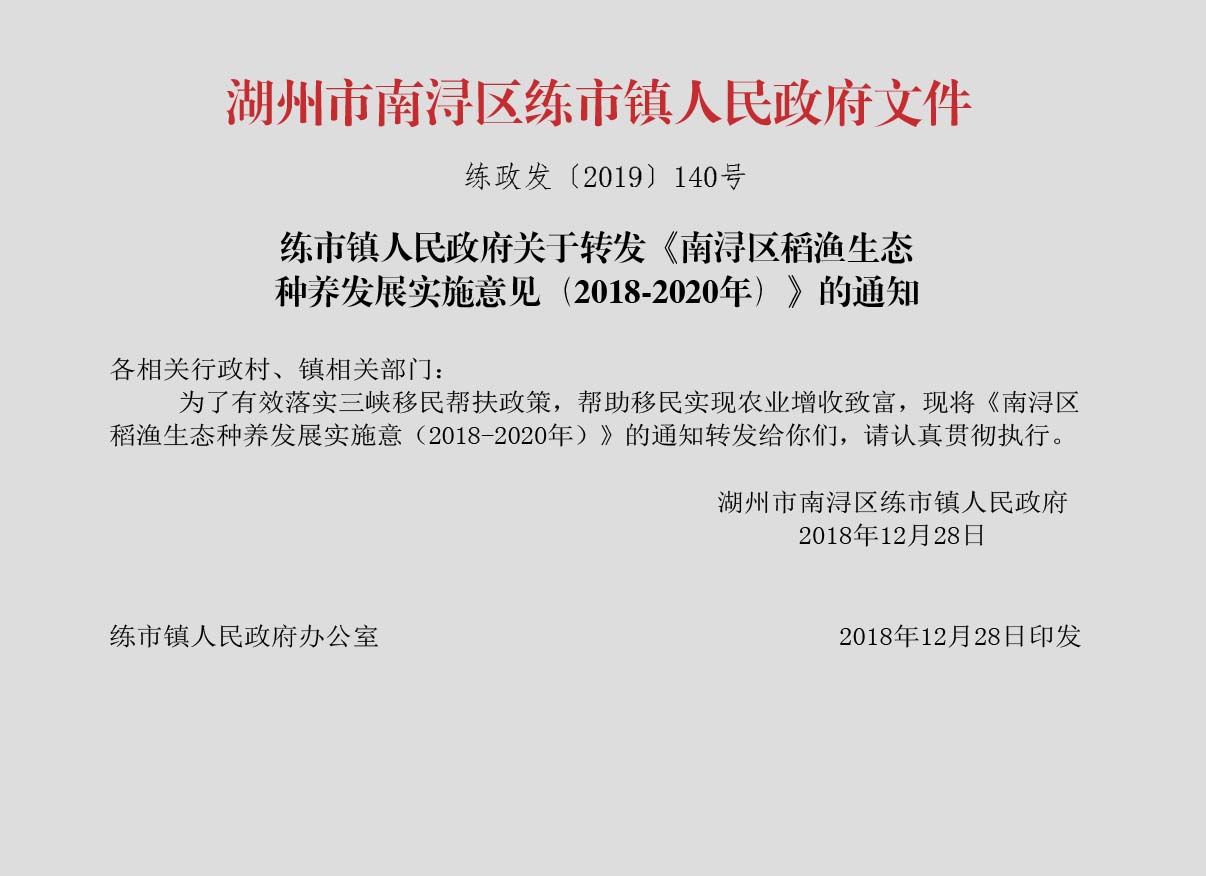 湖州市南浔区练市镇人民政府文件
练政发〔2019〕140号
练市镇人民政府关于转发《南浔区稻渔生态
种养发展实施意见（2018-2020年）》的通知
各相关行政村、镇相关部门：
为了有效落实三峡移民帮扶政策，帮助移民实现农业增收致富，现将《南浔区
稻渔生态种养发展实施意（2018-2020年）》的通知转发给你们，请认真贯彻执行。
湖州市南浔区练市镇人民政府
2018年12月28日
练市镇人民政府办公室 2018年12月28日印发